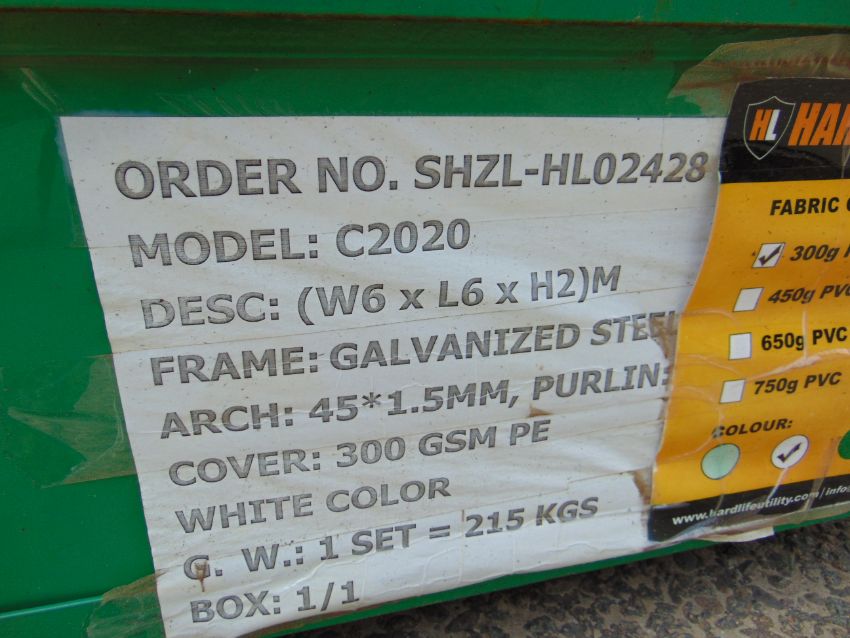 ORDER NO. SHZL-HL02428
MODEL: C2020
DESC: (W6 x L6 x H2)M
FRAME: GALVANIZED STEEL
ARCH: 45*1.5MM, PURLIN:
COVER: 300 GSM PE
WHITE COLOR
G. W.: 1 SET = 215 KGS
BOX: 1/1
HL
FABRIC
300g
450g PVC
650g PVC
750g PVC
COLOUR:
www.hardlifeutility.com/info